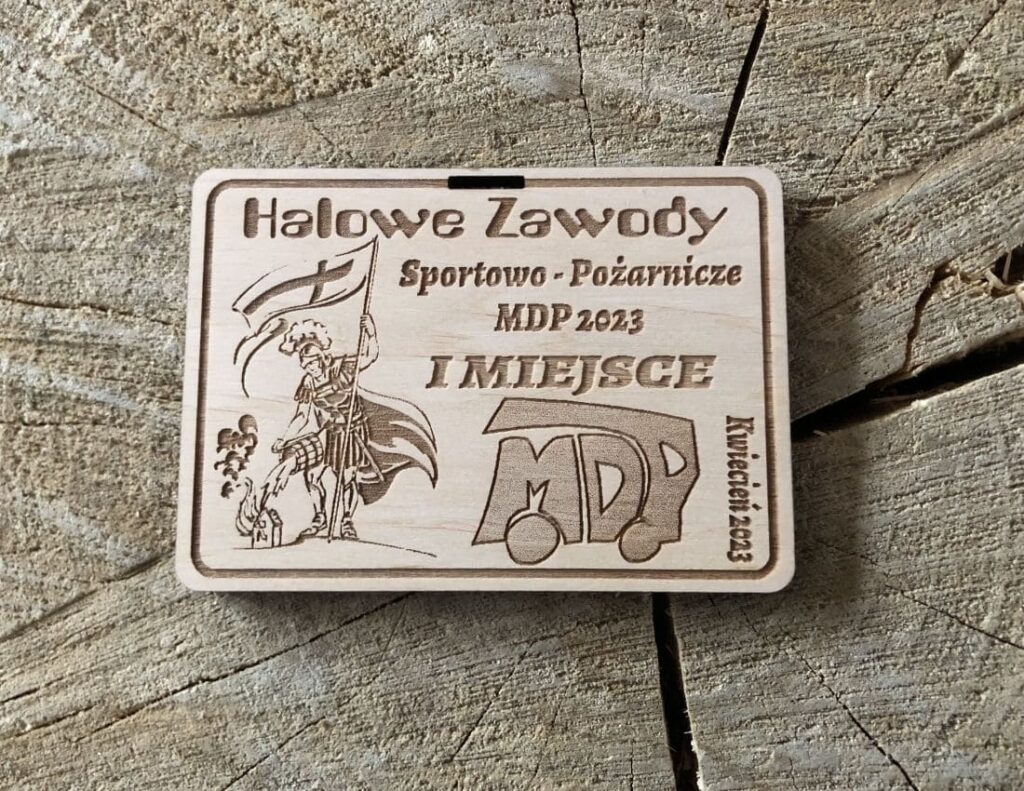 Halowe Zawody
Sportowo - Pożarnicze
MDP 2023
I MIEJSCE
MDP
Kwiecień 2023